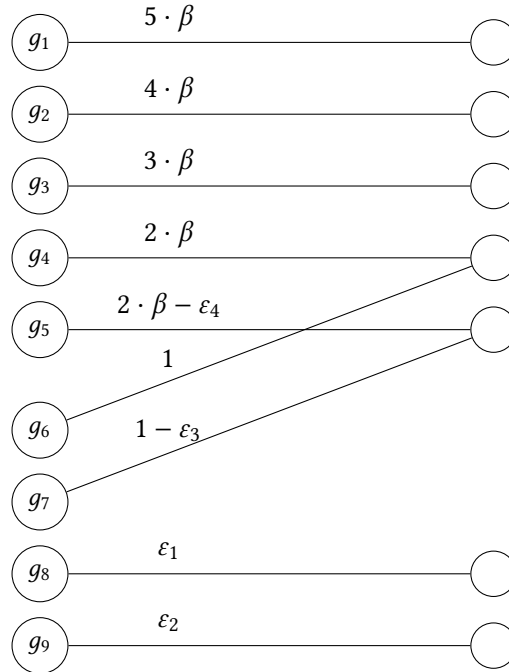 5 · β
g₁
4 · β
g₂
3 · β
g₃
2 · β
g₄
2 · β − ε₄
g₅
1
g₆
1 − ε₃
g₇
ε₁
g₈
ε₂
g₉